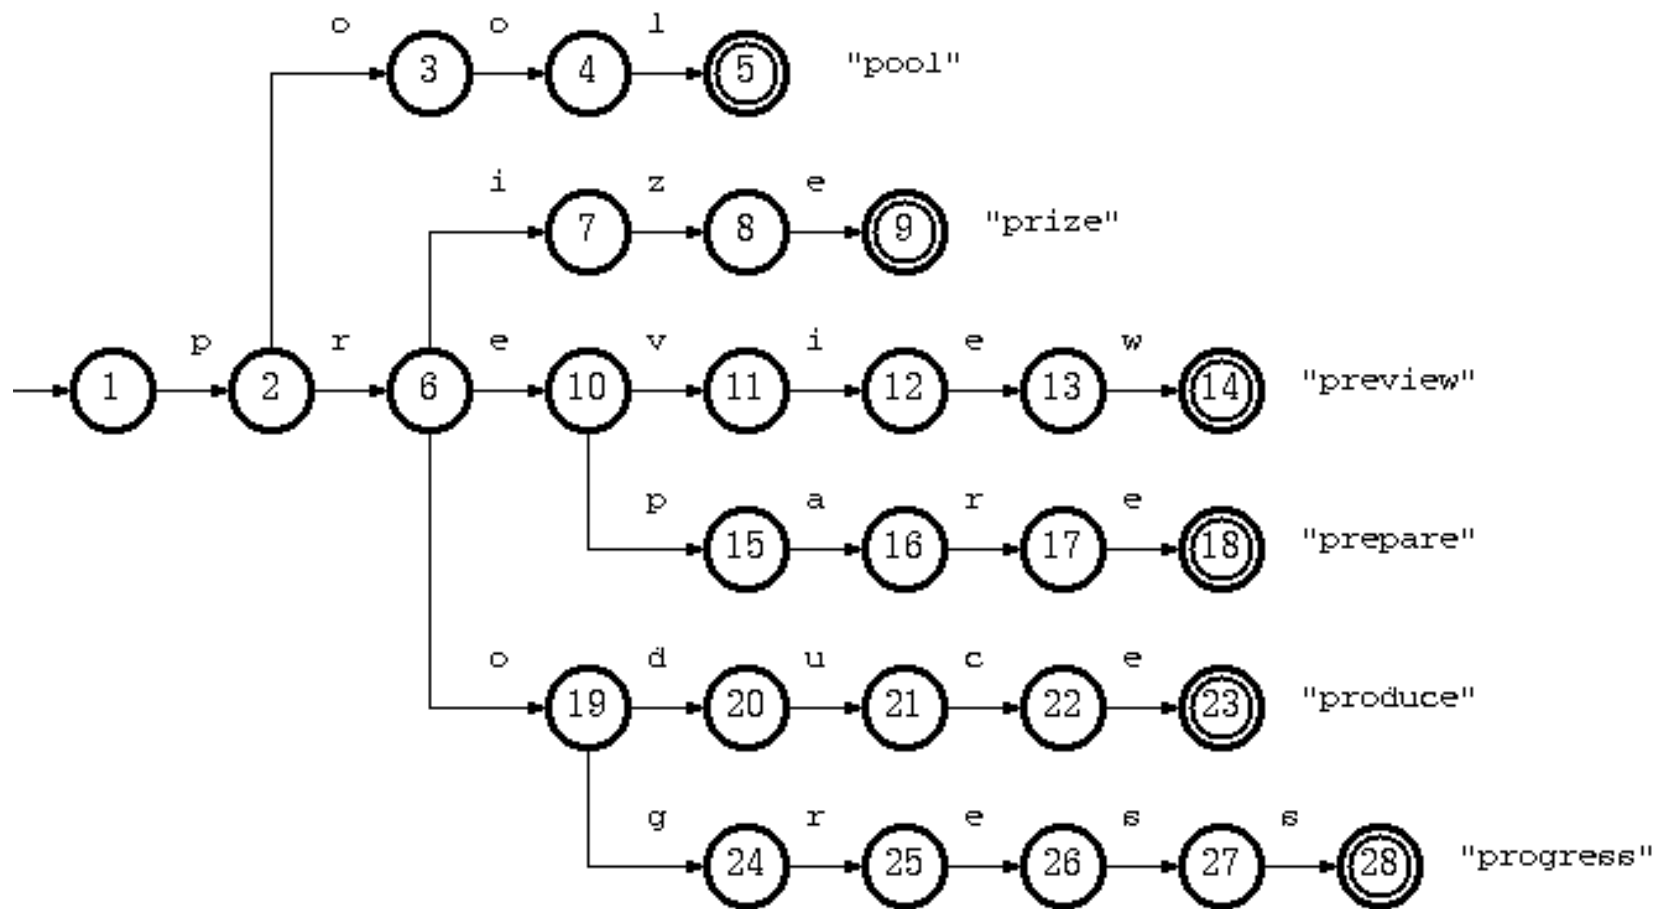 o o l
3 4 5 "pool"
i z e
7 8 9 "prize"
p r e v i e w
1 2 6 10 11 12 13 14 "preview"
p a r e
15 16 17 18 "prepare"
o d u c e
19 20 21 22 23 "produce"
g r e s s
24 25 26 27 28 "progress"